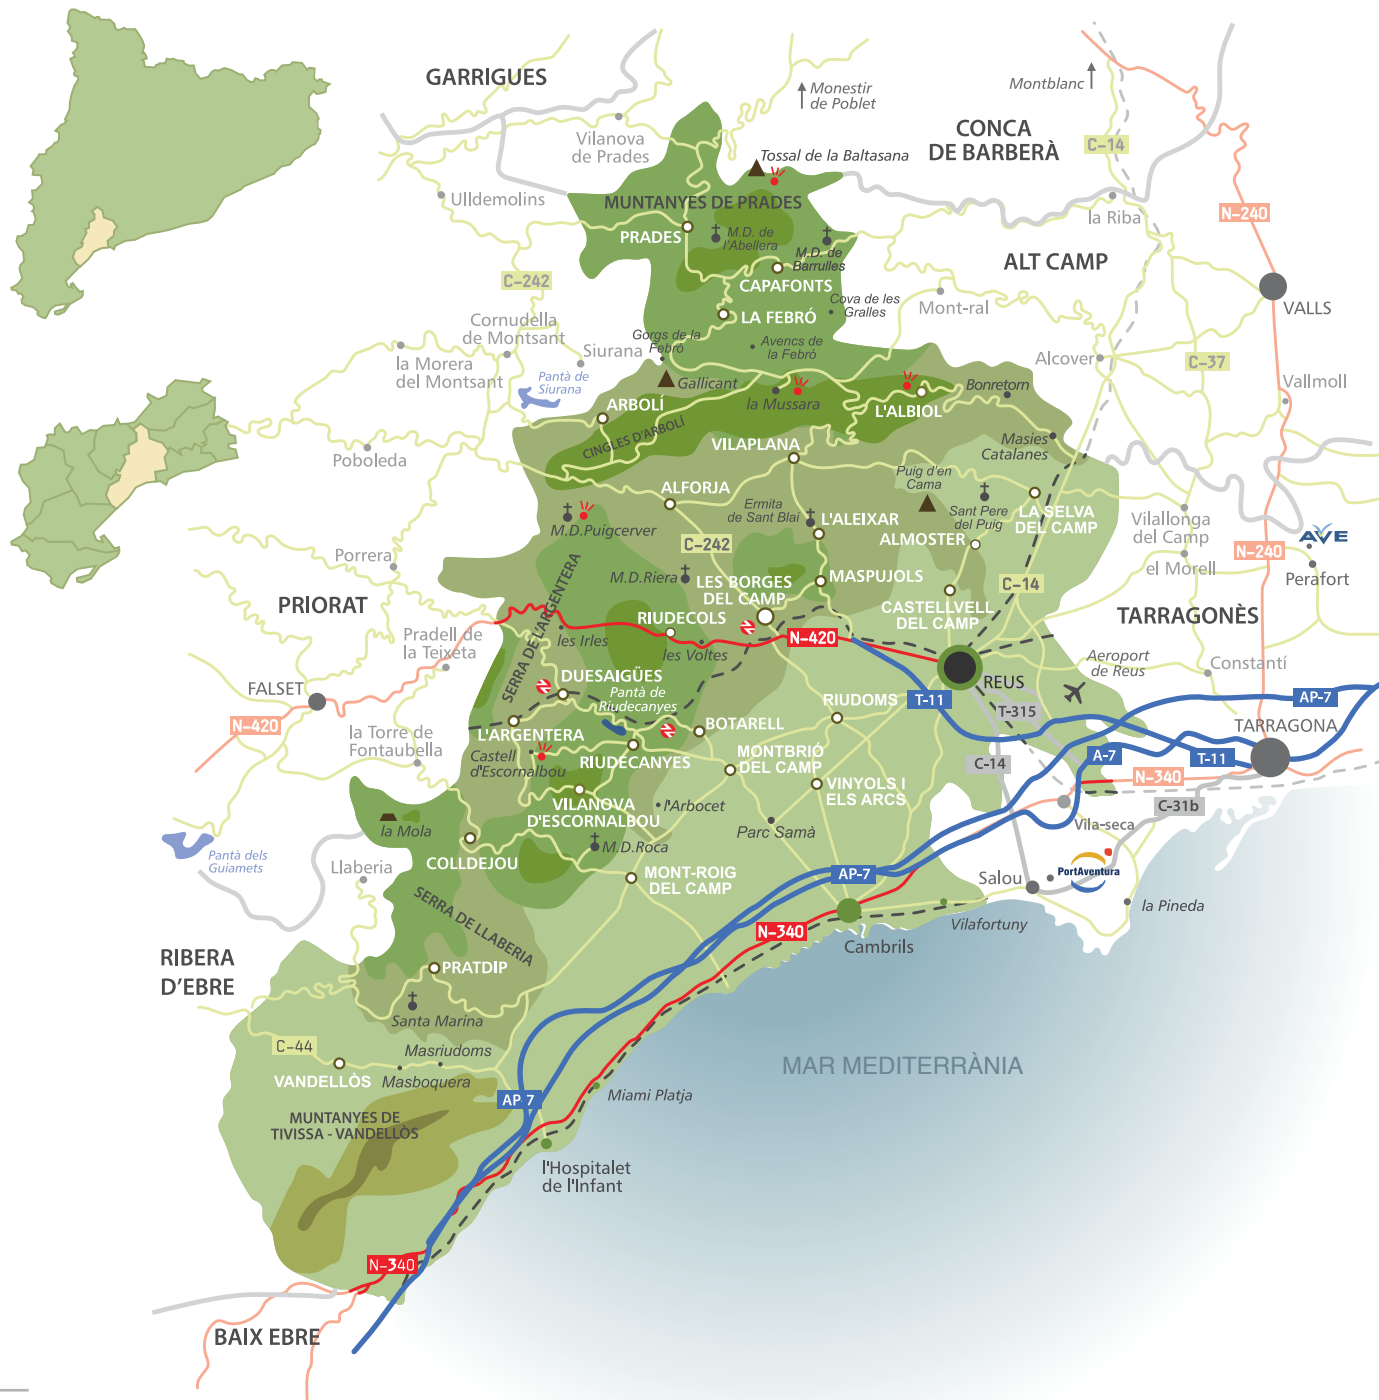 GARRIGUES
Monestir
de Poblet
Montblanc
CONCA
DE BARBERÀ
C-14
Vilanova
de Prades
Tossal de la Baltasana
Ulldemolins
MUNTANYES DE PRADES
la Riba
N-240
PRADES
M.D. de
l'Abellera
M.D. de
Barrulles
ALT CAMP
C-242
CAPAFONTS
Cova de les
Gralles
Mont-ral
VALLS
Cornudella
de Montsant
LA FEBRÓ
Gorgs de la
Febró
Avencs de
la Febró
Siurana
Alcover
C-37
la Morera
del Montsant
Pantà de
Siurana
Gallicant
la Mussara
Bonretorn
Vallmoll
ARBOLÍ
L'ALBIOL
CINGLES D'ARBOLÍ
VILAPLANA
Masies
Catalanes
Poboleda
Puig d'en
Cama
ALFORJA
Ermita
de Sant Blai
Sant Pere
del Puig
LA SELVA
DEL CAMP
M.D.Puigcerver
L'ALEIXAR
ALMOSTER
Vilallonga
del Camp
AVE
C-242
N-240
Porrera
el Morell
Perafort
M.D.Riera
LES BORGES
DEL CAMP
MASPUJOLS
C-14
PRIORAT
SERRA DE L'ARGENTERA
CASTELLVELL
DEL CAMP
TARRAGONÈS
RIUDECOLS
N-420
Pradell de
la Teixeta
les Irles
les Voltes
Aeroport
de Reus
Constantí
FALSET
DUESAIGÜES
Pantà de
Riudecanyes
REUS
RIUDOMS
T-11
T-315
AP-7
N-420
TARRAGONA
la Torre de
Fontaubella
L'ARGENTERA
BOTARELL
Castell
d'Escornalbou
RIUDECANYES
MONTBRIÓ
DEL CAMP
C-14
A-7
T-11
N-340
VINYOLS I
ELS ARCS
VILANOVA
D'ESCORNALBOU
l'Arbocet
C-31b
la Mola
Parc Samà
Vila-seca
Pantà dels
Guiamets
COLLDEJOU
M.D.Roca
Llaberia
MONT-ROIG
DEL CAMP
AP-7
Salou
PortAventura
SERRA DE LLABERIA
la Pineda
N-340
Vilafortuny
Cambrils
RIBERA
D'EBRE
PRATDIP
Santa Marina
C-44
Masriudoms
MAR MEDITERRÀNIA
VANDELLÒS
Masboquera
AP-7
Miami Platja
MUNTANYES DE
TIVISSA - VANDELLÒS
l'Hospitalet
de l'Infant
N-340
BAIX EBRE